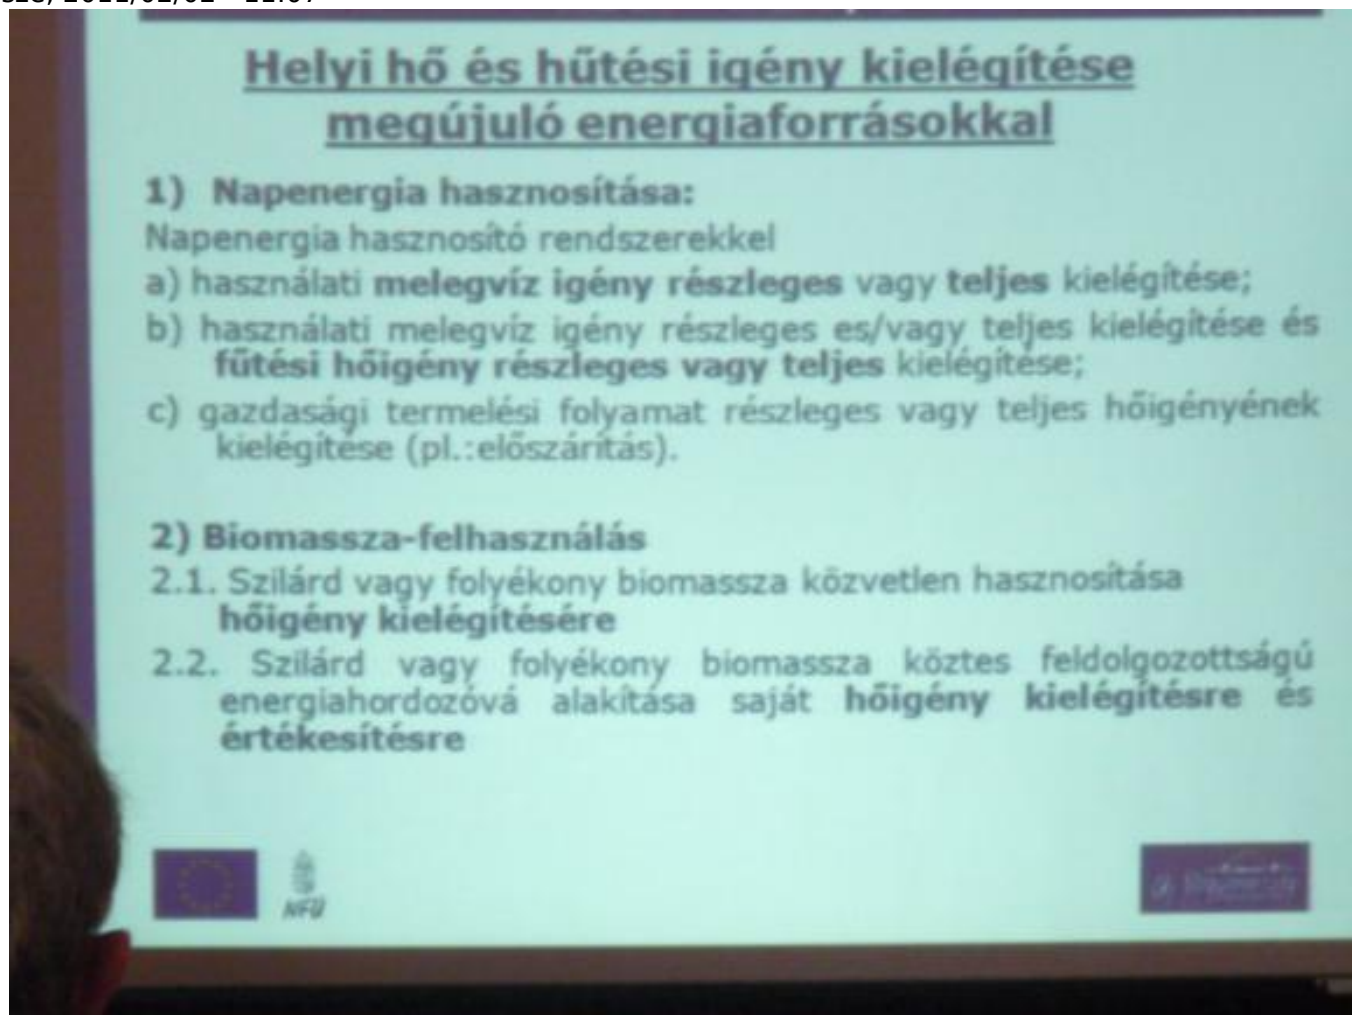 Helyi hő és hűtési igény kielégítése
megújuló energiaforrásokkal
1) Napenergia hasznosítása:
Napenergia hasznosító rendszerekkel
a) használati melegvíz igény részleges vagy teljes kielégítése;
b) használati melegvíz igény részleges es/vagy teljes kielégítése és
fűtési hőigény részleges vagy teljes kielégítése;
c) gazdasági termelési folyamat részleges vagy teljes hőigényének
kielégítése (pl.:előszárítás).
2) Biomassza-felhasználás
2.1. Szilárd vagy folyékony biomassza közvetlen hasznosítása
hőigény kielégítésére
2.2. Szilárd vagy folyékony biomassza köztes feldolgozottságú
energiahordozóvá alakítása saját hőigény kielégítésre és
értékesítésre
NFÜ